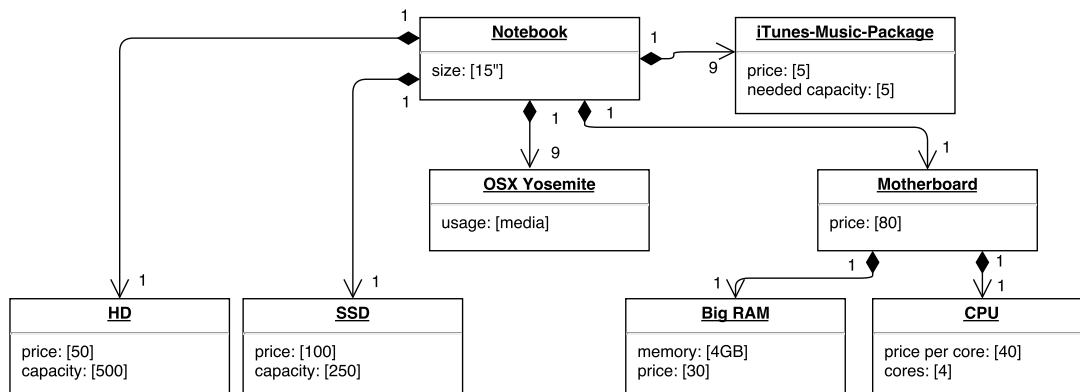 1
Notebook
size: [15"]
1
1
9
iTunes-Music-Package
price: [5]
needed capacity: [5]
1
9
OSX Yosemite
usage: [media]
1
1
Motherboard
price: [80]
1
1
HD
price: [50]
capacity: [500]
1
SSD
price: [100]
capacity: [250]
1
1
Big RAM
memory: [4GB]
price: [30]
1
1
CPU
price per core: [40]
cores: [4]